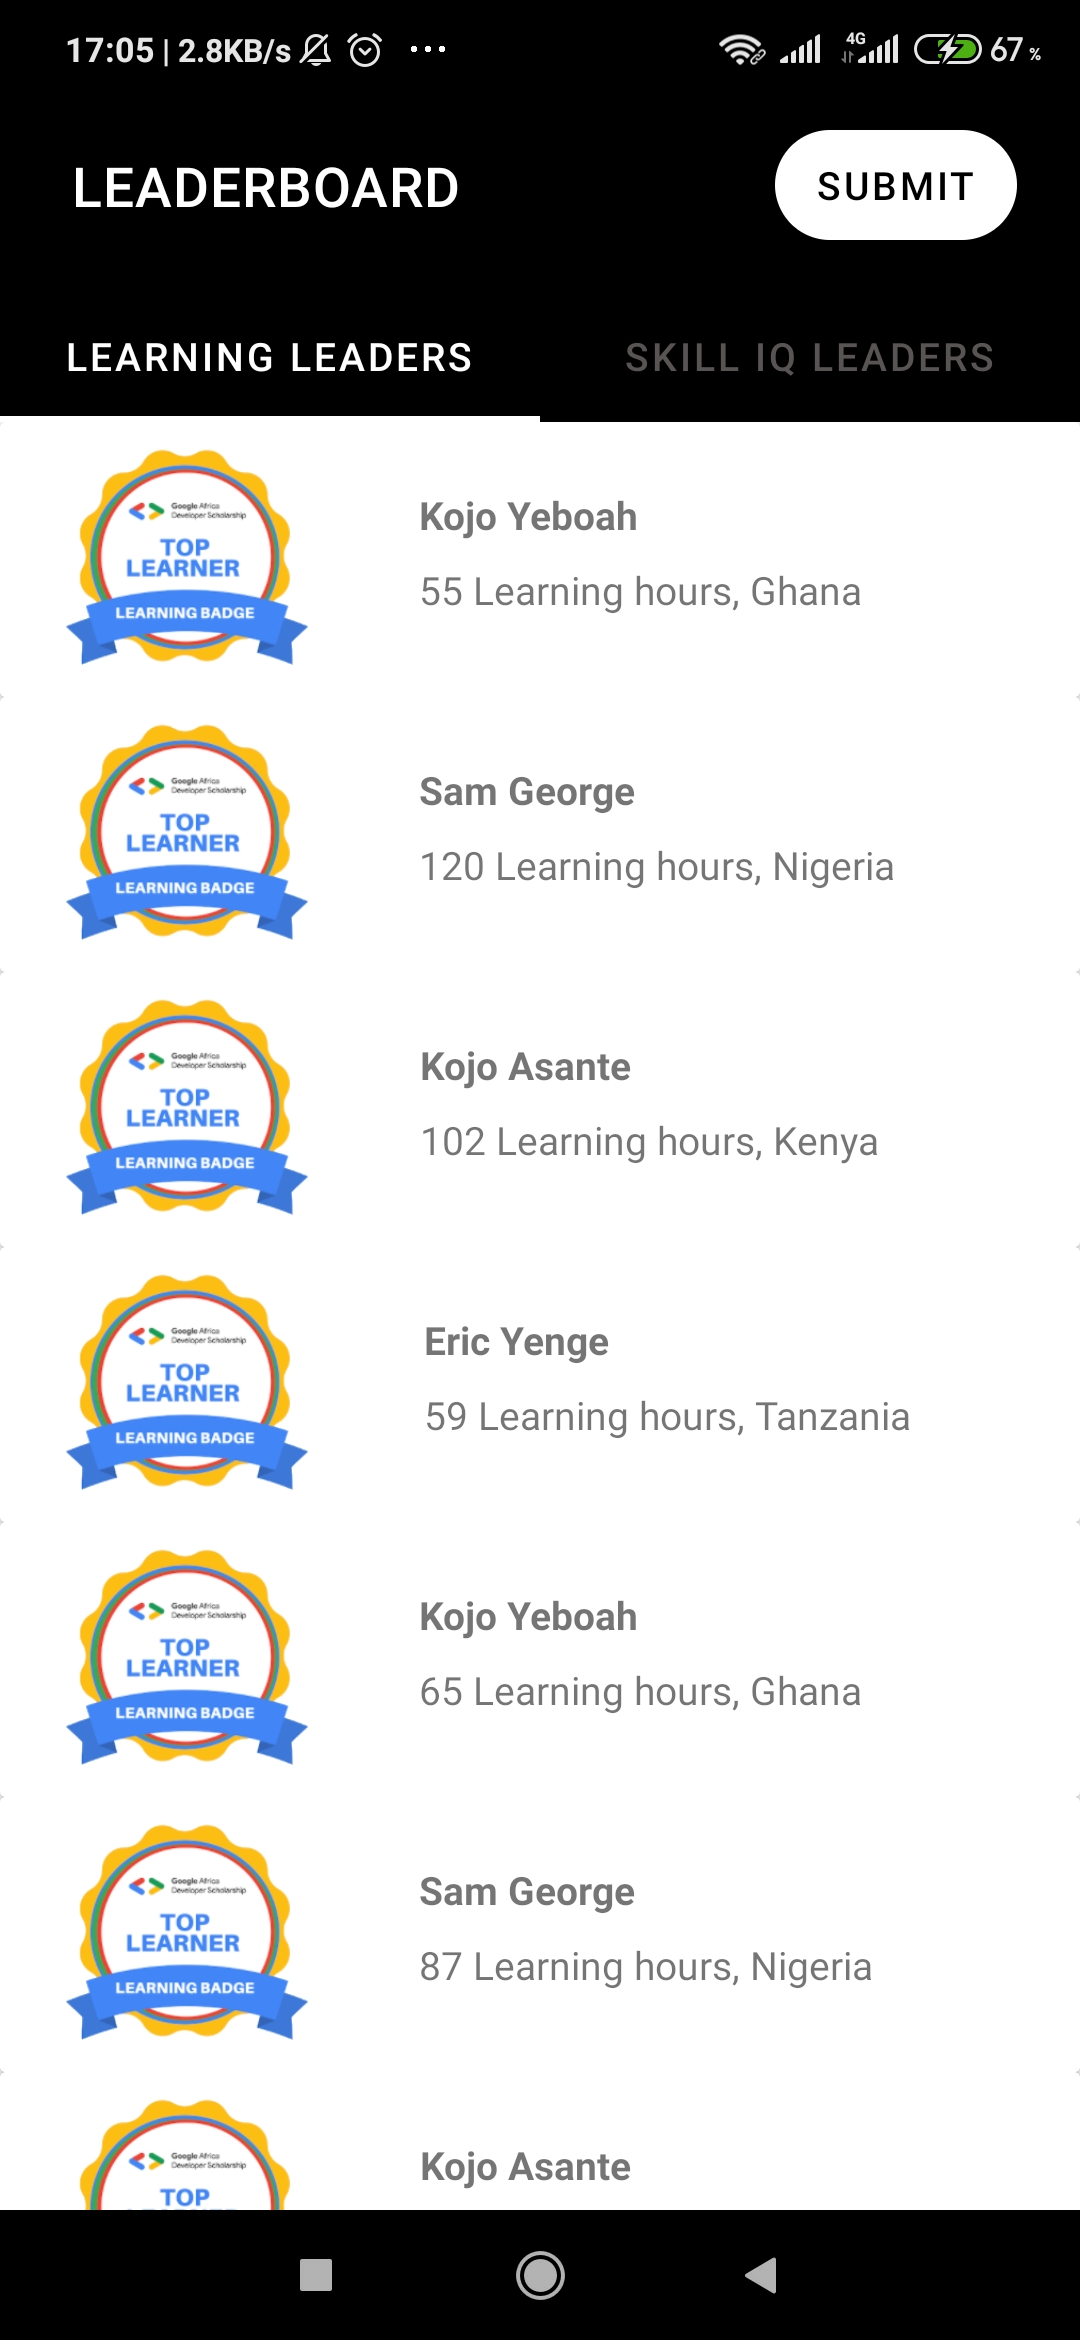 17:05 | 2.8KB/s
4G
67 %
LEADERBOARD
SUBMIT
LEARNING LEADERS
SKILL IQ LEADERS
Google Africa
Developer Scholarship
TOP
LEARNER
LEARNING BADGE
Kojo Yeboah
55 Learning hours, Ghana
Google Africa
Developer Scholarship
TOP
LEARNER
LEARNING BADGE
Sam George
120 Learning hours, Nigeria
Google Africa
Developer Scholarship
TOP
LEARNER
LEARNING BADGE
Kojo Asante
102 Learning hours, Kenya
Google Africa
Developer Scholarship
TOP
LEARNER
LEARNING BADGE
Eric Yenge
59 Learning hours, Tanzania
Google Africa
Developer Scholarship
TOP
LEARNER
LEARNING BADGE
Kojo Yeboah
65 Learning hours, Ghana
Google Africa
Developer Scholarship
TOP
LEARNER
LEARNING BADGE
Sam George
87 Learning hours, Nigeria
Google Africa
Developer Scholarship
TOP
Kojo Asante